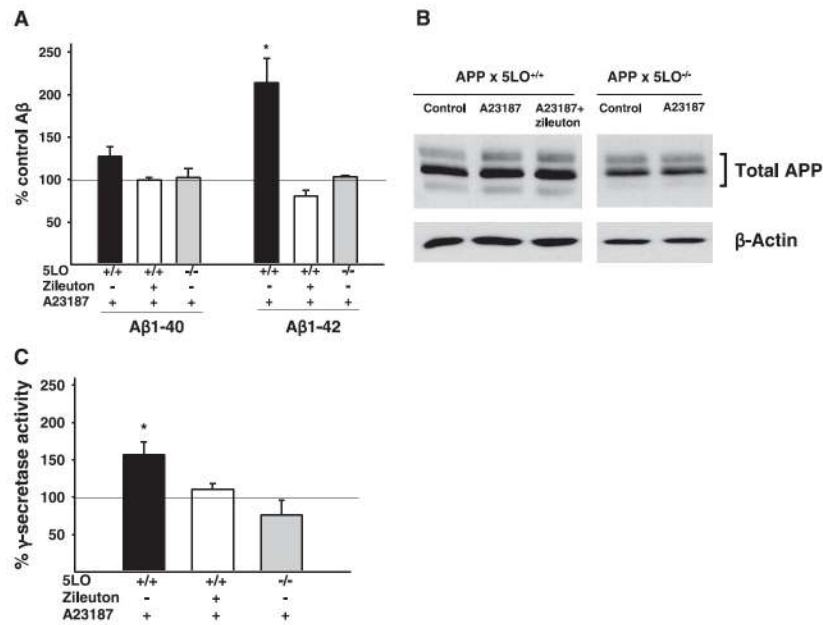 A
% control Aβ
250
200
150
100
50
*
5LO +/+ +/+ -/- +/+ +/+ -/-
Zileuton - + - - + -
A23187 + + + + + +
Aβ1-40 Aβ1-42
B
APP x 5LO+/+ APP x 5LO-/-
Control A23187 A23187+ zileuton Control A23187
Total APP
β-Actin
C
% γ-secretase activity
250
200
150
100
50
*
5LO +/+ +/+ -/-
Zileuton - + -
A23187 + + +